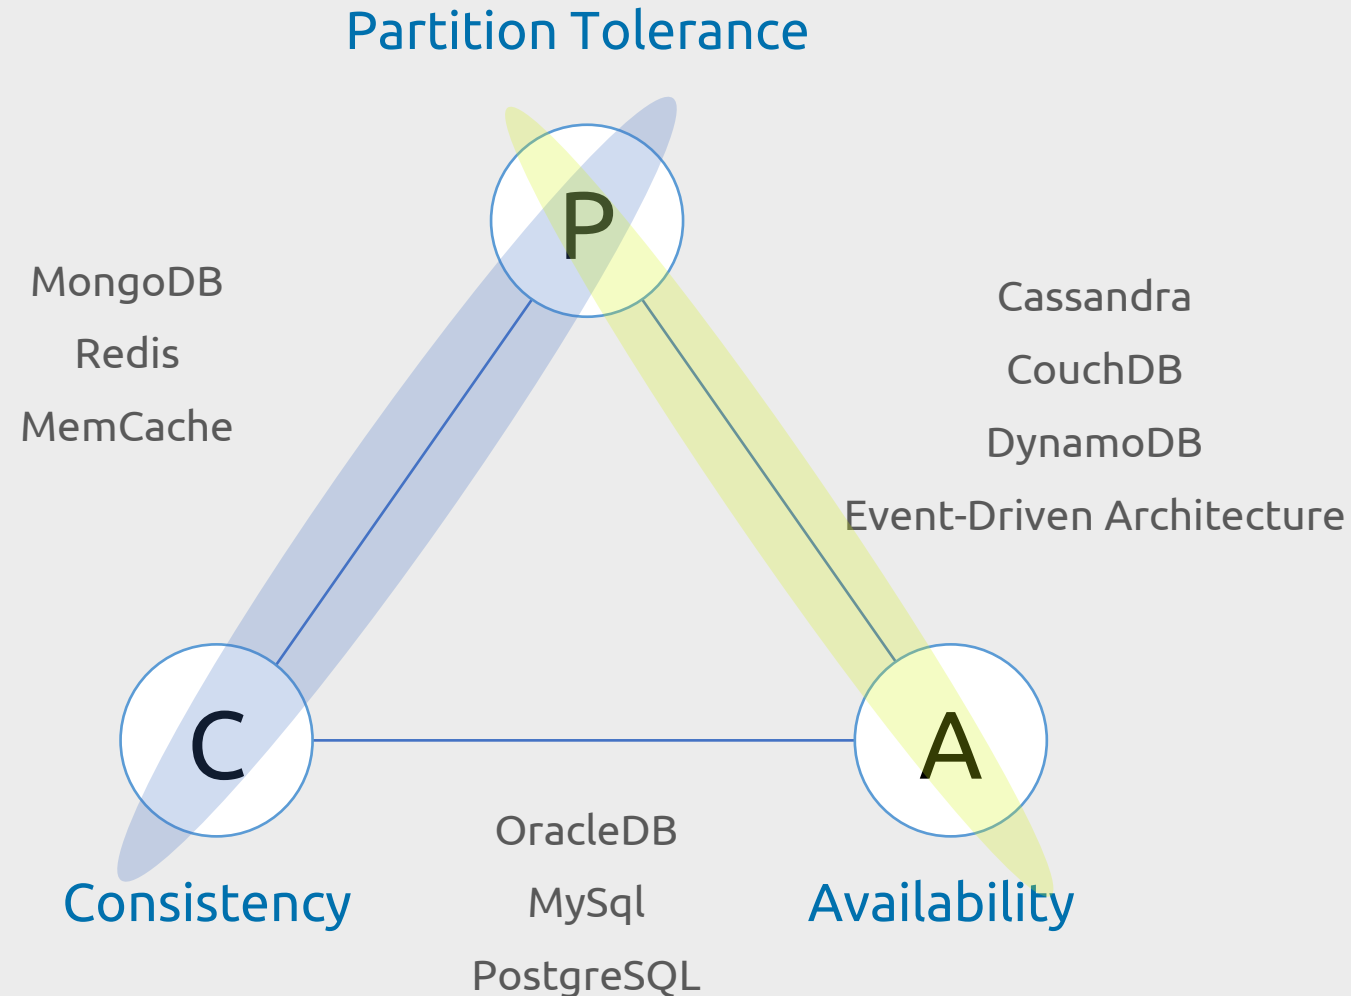 Partition Tolerance
P
MongoDB
Redis
MemCache
Cassandra
CouchDB
DynamoDB
Event-Driven Architecture
C
A
Consistency
OracleDB
MySql
PostgreSQL
Availability